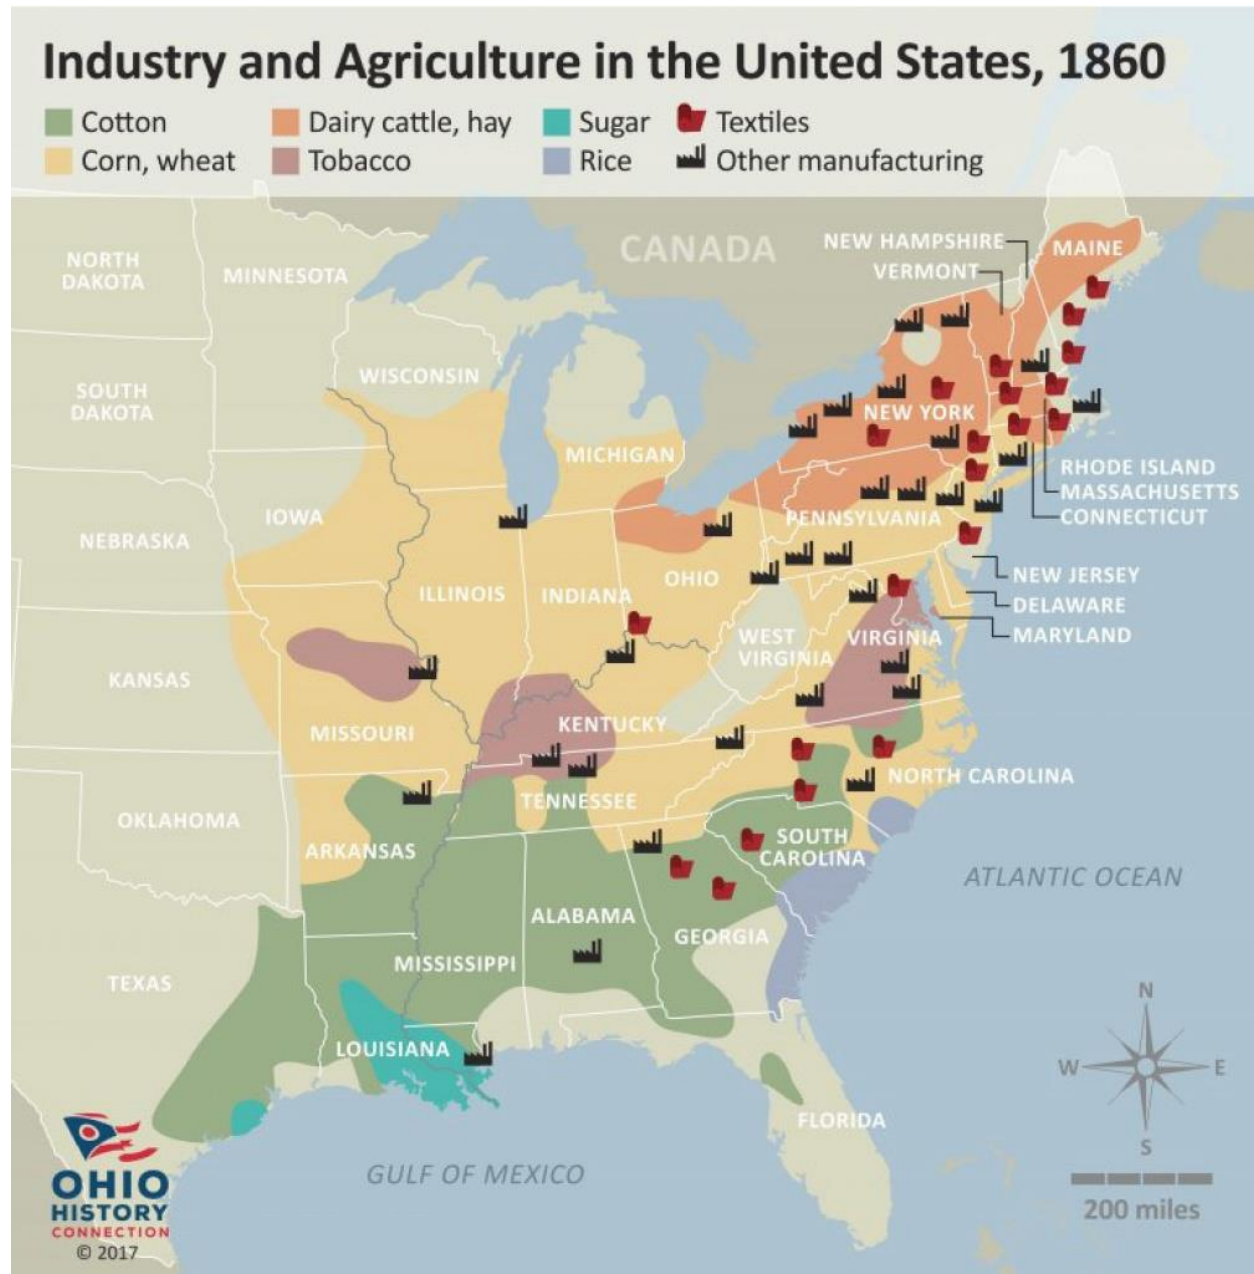 Industry and Agriculture in the United States, 1860
Cotton
Dairy cattle, hay
Sugar
Textiles
Corn, wheat
Tobacco
Rice
Other manufacturing
CANADA
NEW HAMPSHIRE
VERMONT
MAINE
NORTH
DAKOTA
MINNESOTA
WISCONSIN
SOUTH
DAKOTA
NEW YORK
MICHIGAN
RHODE ISLAND
MASSACHUSETTS
CONNECTICUT
IOWA
PENNSYLVANIA
NEBRASKA
ILLINOIS
INDIANA
OHIO
NEW JERSEY
DELAWARE
MARYLAND
WEST
VIRGINIA
VIRGINIA
KANSAS
MISSOURI
KENTUCKY
NORTH CAROLINA
OKLAHOMA
TENNESSEE
ARKANSAS
SOUTH
CAROLINA
ATLANTIC OCEAN
ALABAMA
GEORGIA
MISSISSIPPI
TEXAS
LOUISIANA
FLORIDA
GULF OF MEXICO
N
W
E
S
200 miles
OHIO
HISTORY
CONNECTION
© 2017